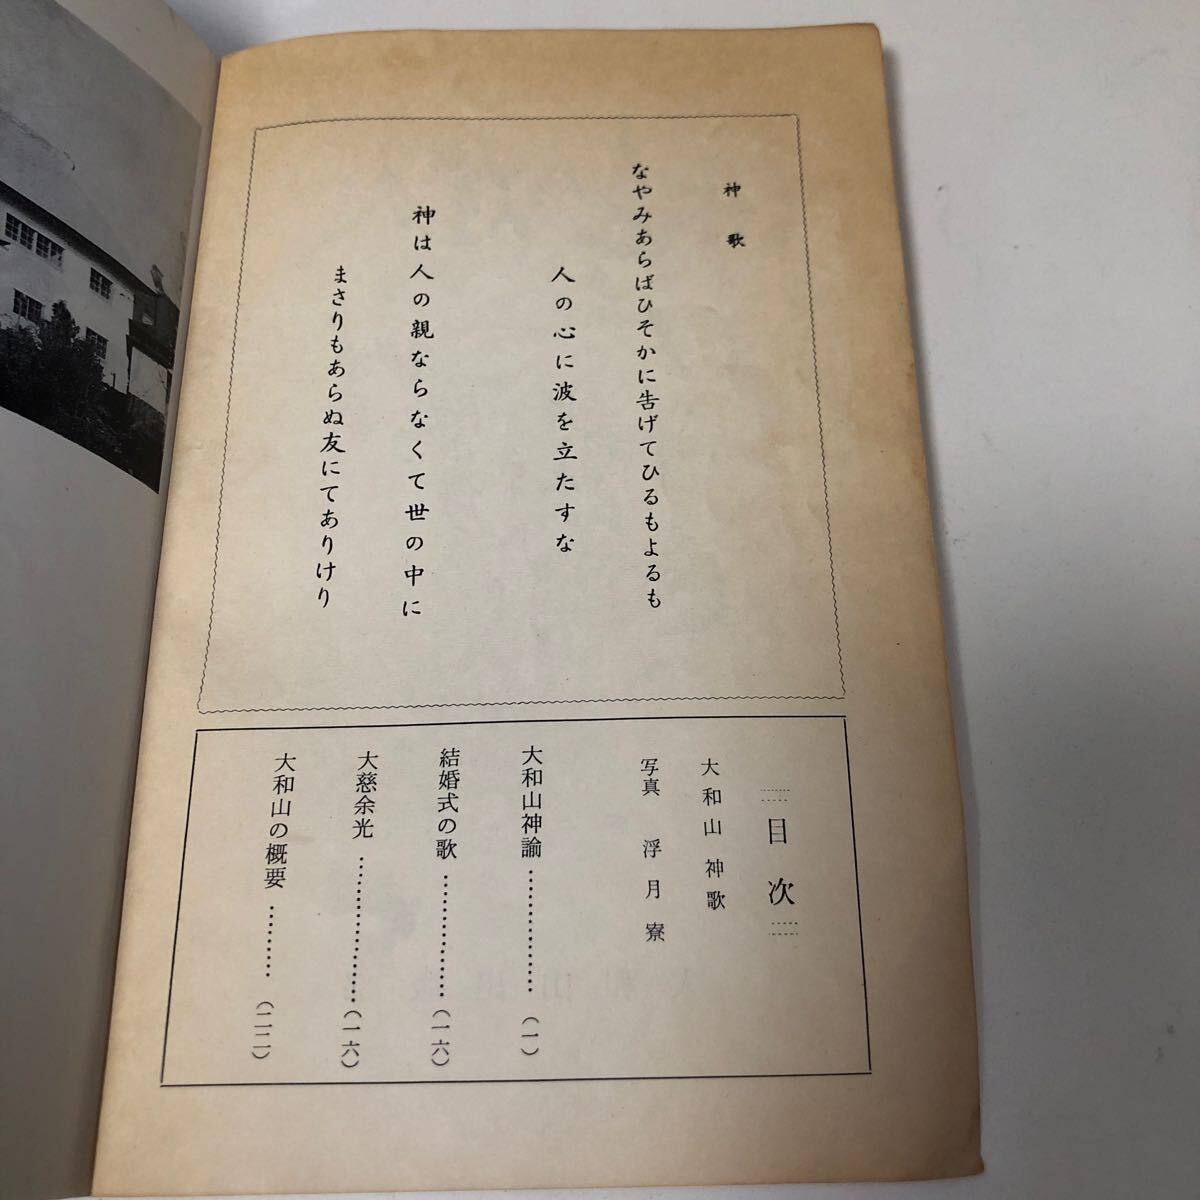 神歌
なやみあらばひそかに告げてひるもよるも
人の心に波を立たすな
神は人の親ならなくて世の中に
まさりもあらぬ友にてありけり
目次
大和山神歌
写真 浮月寮
大和山神諭……………(一)
結婚式の歌……………(一六)
大慈余光………………(一六)
大和山の概要…………(二二)